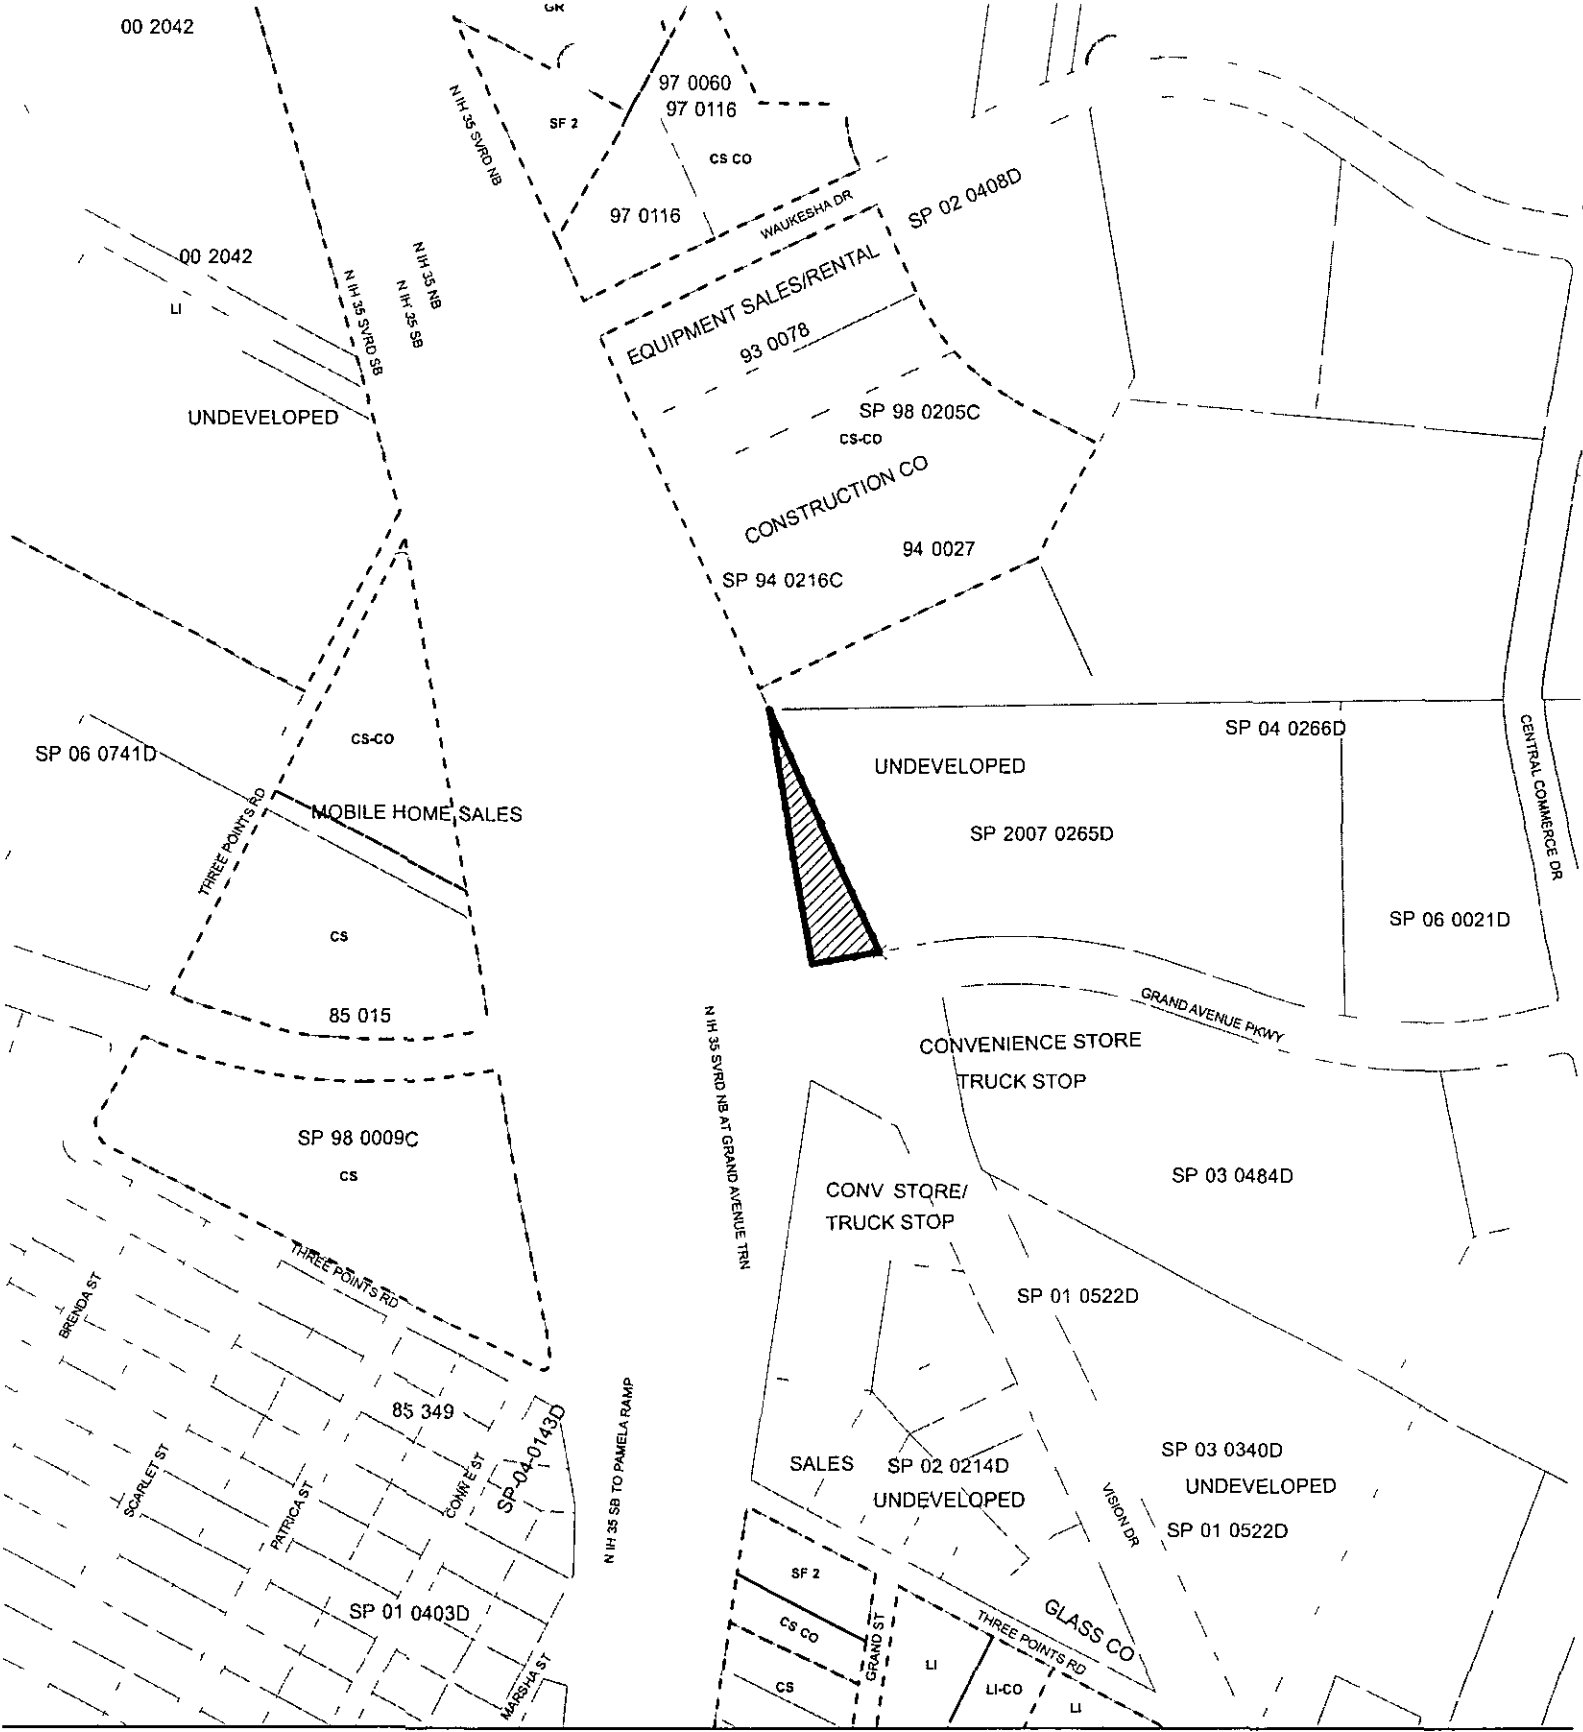 GR
00 2042
97 0060
97 0116
N IH 35 SVRD NB
SF 2
CS CO
SP 02 0408D
97 0116
WAUKESHA DR
00 2042
N IH 35 NB
N IH 35 SB
N IH 35 SVRD SB
LI
EQUIPMENT SALES/RENTAL
93 0078
UNDEVELOPED
SP 98 0205C
CS-CO
CONSTRUCTION CO
94 0027
SP 94 0216C
SP 04 0266D
CENTRAL COMMERCE DR
CS-CO
SP 06 0741D
UNDEVELOPED
MOBILE HOME SALES
THREE POINTS RD
SP 2007 0265D
SP 06 0021D
CS
85 015
GRAND AVENUE PKWY
N IH 35 SVRD NB AT GRAND AVENUE TRN
CONVENIENCE STORE
TRUCK STOP
SP 98 0009C
CS
SP 03 0484D
CONV STORE/
TRUCK STOP
THREE POINTS RD
BRENDA ST
SP 01 0522D
85 349
SP-04-0143D
N IH 35 SB TO PAMELA RAMP
SALES
SP 02 0214D
UNDEVELOPED
SP 03 0340D
UNDEVELOPED
SP 01 0522D
VISION DR
SCARLET ST
PATRICA ST
CONN E ST
SF 2
SP 01 0403D
CS CO
GRAND ST
GLASS CO
THREE POINTS RD
MARSHA ST
CS
LI
LI-CO
LI